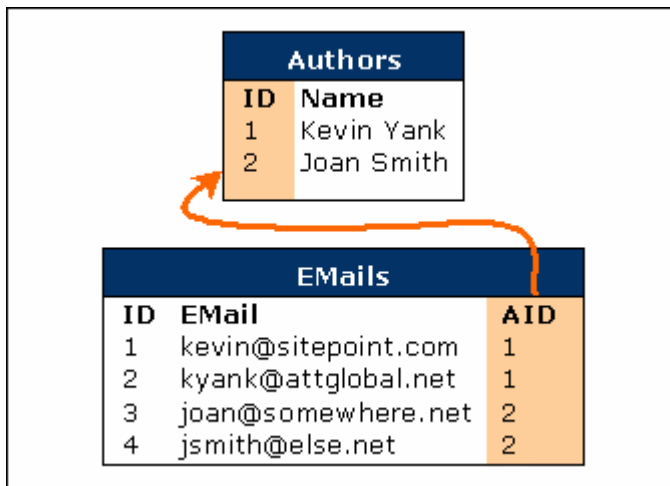 Authors
ID Name
1 Kevin Yank
2 Joan Smith
EMails
ID EMail AID
1 kevin@sitepoint.com 1
2 kyank@attglobal.net 1
3 joan@somewhere.net 2
4 jsmith@else.net 2